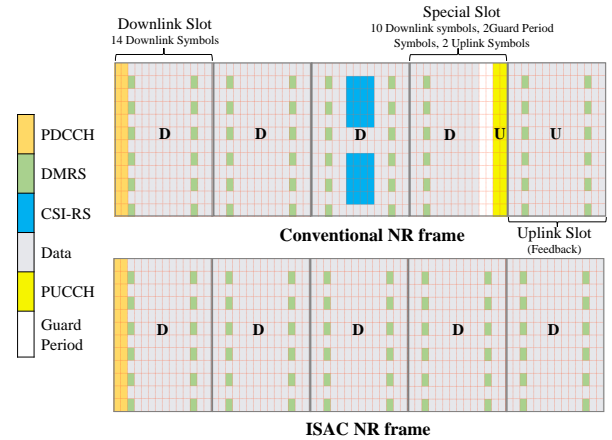 Downlink Slot
14 Downlink Symbols
Special Slot
10 Downlink symbols, 2Guard Period
Symbols, 2 Uplink Symbols
PDCCH
DMRS
CSI-RS
Data
PUCCH
Guard
Period
D
D
D
D
U
U
Conventional NR frame
Uplink Slot
(Feedback)
D
D
D
D
D
ISAC NR frame